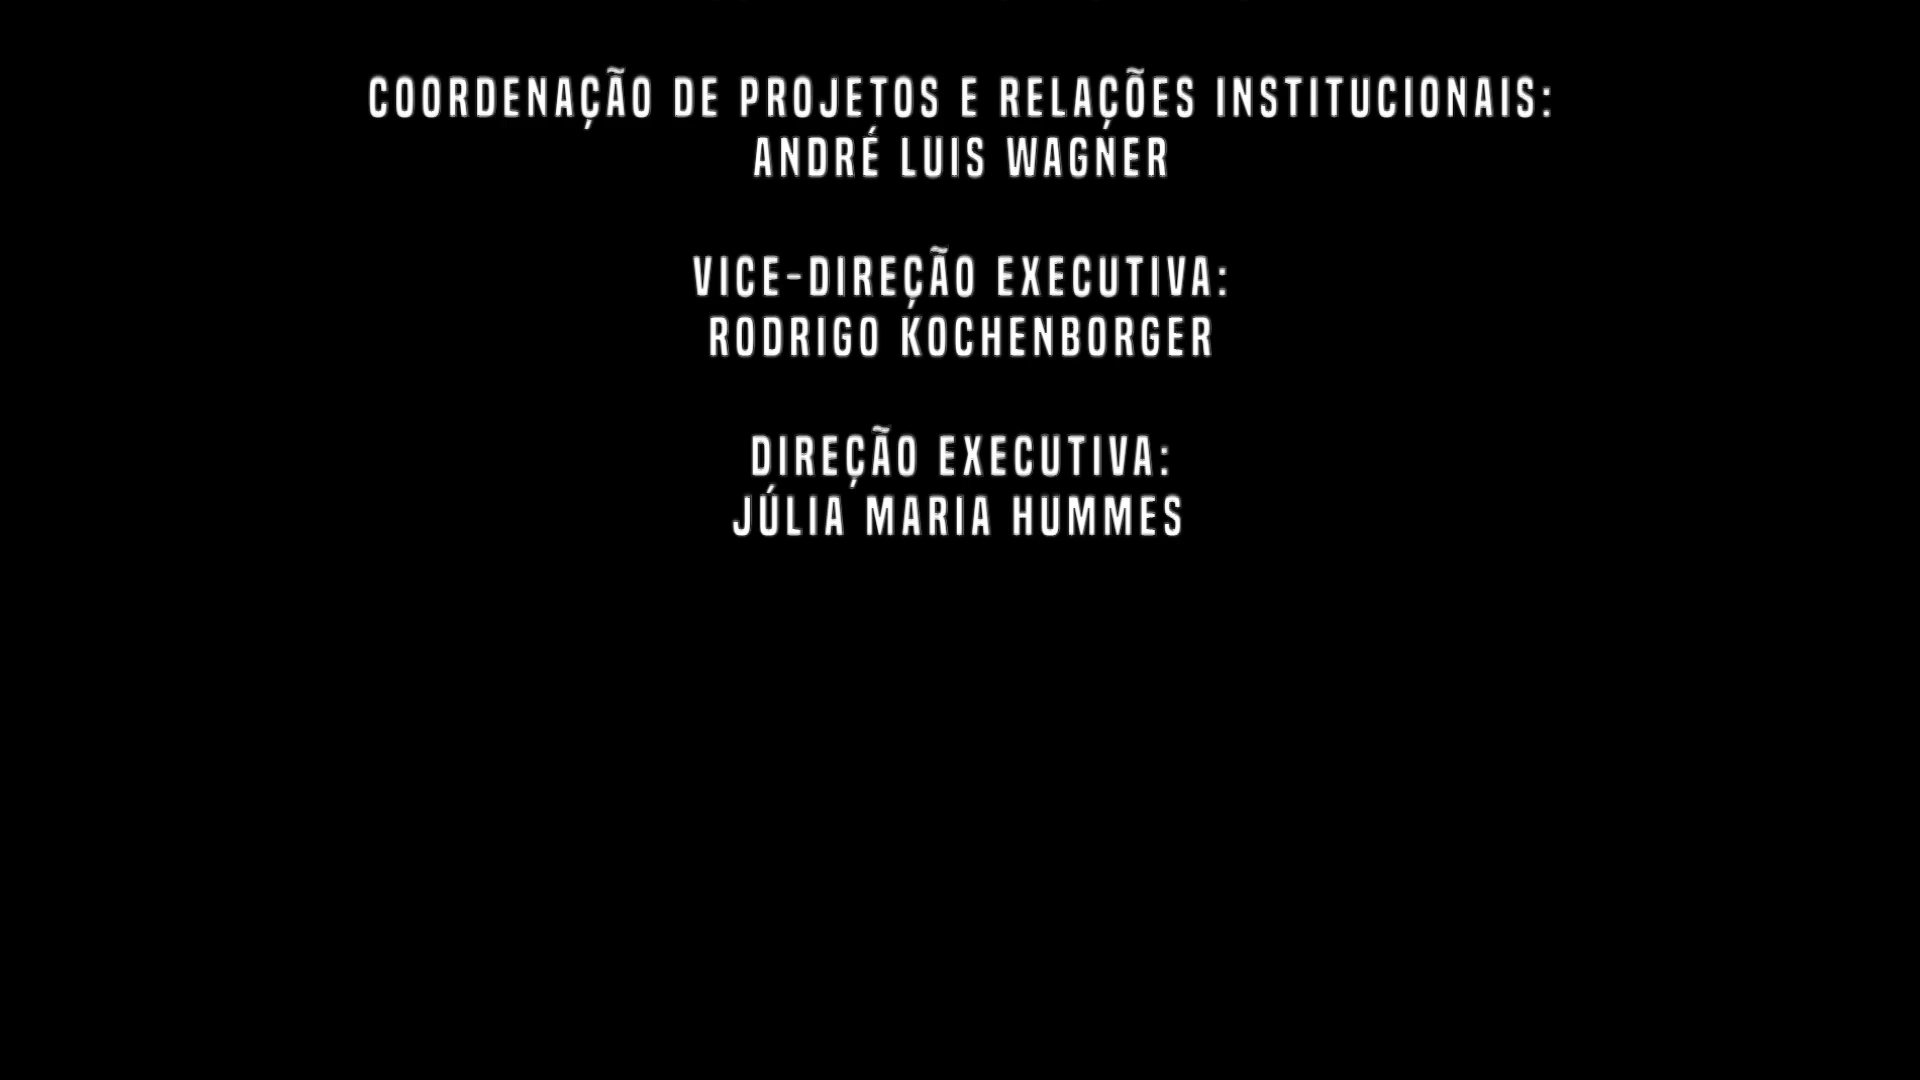 COORDENAÇÃO DE PROJETOS E RELAÇÕES INSTITUCIONAIS:
ANDRÉ LUIS WAGNER
VICE-DIREÇÃO EXECUTIVA:
RODRIGO KOCHENBORGER
DIREÇÃO EXECUTIVA:
JÚLIA MARIA HUMMES